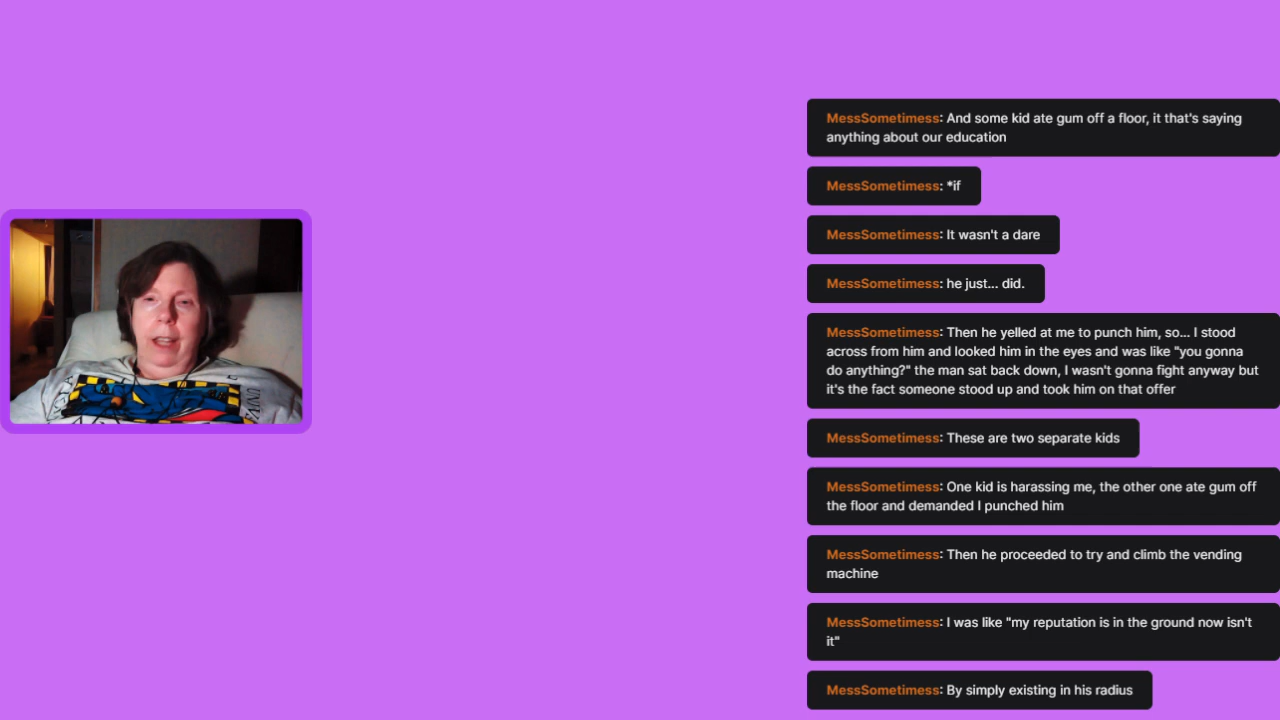 MessSometimess: And some kid ate gum off a floor, it that's saying
anything about our education
MessSometimess: *if
MessSometimess: It wasn't a dare
MessSometimess: he just... did.
MessSometimess: Then he yelled at me to punch him, so... I stood
across from him and looked him in the eyes and was like "you gonna
do anything?" the man sat back down, I wasn't gonna fight anyway but
it's the fact someone stood up and took him on that offer
MessSometimess: These are two separate kids
MessSometimess: One kid is harassing me, the other one ate gum off
the floor and demanded I punched him
MessSometimess: Then he proceeded to try and climb the vending
machine
MessSometimess: I was like "my reputation is in the ground now isn't
it"
MessSometimess: By simply existing in his radius